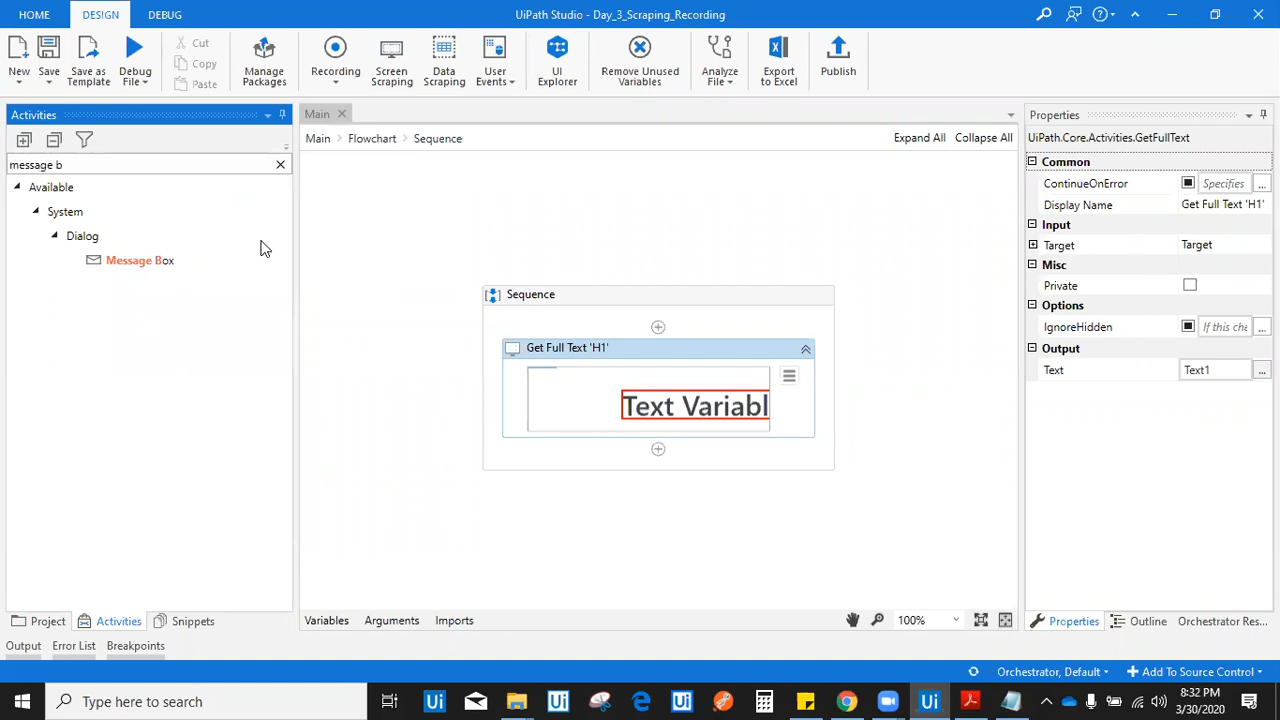 HOME DESIGN DEBUG UiPath Studio - Day_3_Scraping_Recording
New Save Save as Template Debug File Cut Copy Paste Manage Packages Recording Screen Scraping Data Scraping User Events UI Explorer Remove Unused Variables Analyze File Export to Excel Publish
Activities
message b
Available
System
Dialog
Message Box
Project Activities Snippets
Main
Main Flowchart Sequence Expand All Collapse All
Sequence
Get Full Text 'H1'
Text Variabl
Variables Arguments Imports 100%
Properties
UiPath.Core.Activities.GetFullText
Common
ContinueOnError Specifies ...
Display Name Get Full Text 'H1'
Input
Target Target
Misc
Private
Options
IgnoreHidden If this che ...
Output
Text Text1 ...
Properties Outline Orchestrator Res...
Output Error List Breakpoints
Orchestrator, Default Add To Source Control
Type here to search
8:32 PM
3/30/2020